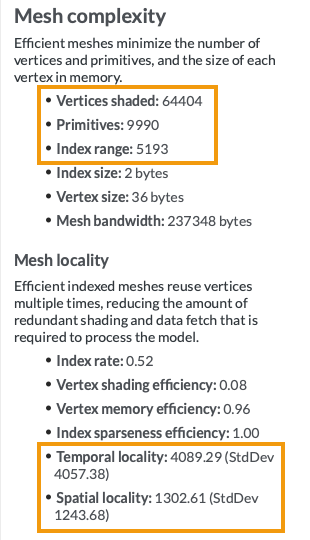 Mesh complexity
Efficient meshes minimize the number of
vertices and primitives, and the size of each
vertex in memory.
• Vertices shaded: 64404
• Primitives: 9990
• Index range: 5193
• Index size: 2 bytes
• Vertex size: 36 bytes
• Mesh bandwidth: 237348 bytes
Mesh locality
Efficient indexed meshes reuse vertices
multiple times, reducing the amount of
redundant shading and data fetch that is
required to process the model.
• Index rate: 0.52
• Vertex shading efficiency: 0.08
• Vertex memory efficiency: 0.96
• Index sparseness efficiency: 1.00
• Temporal locality: 4089.29 (StdDev
4057.38)
• Spatial locality: 1302.61 (StdDev
1243.68)